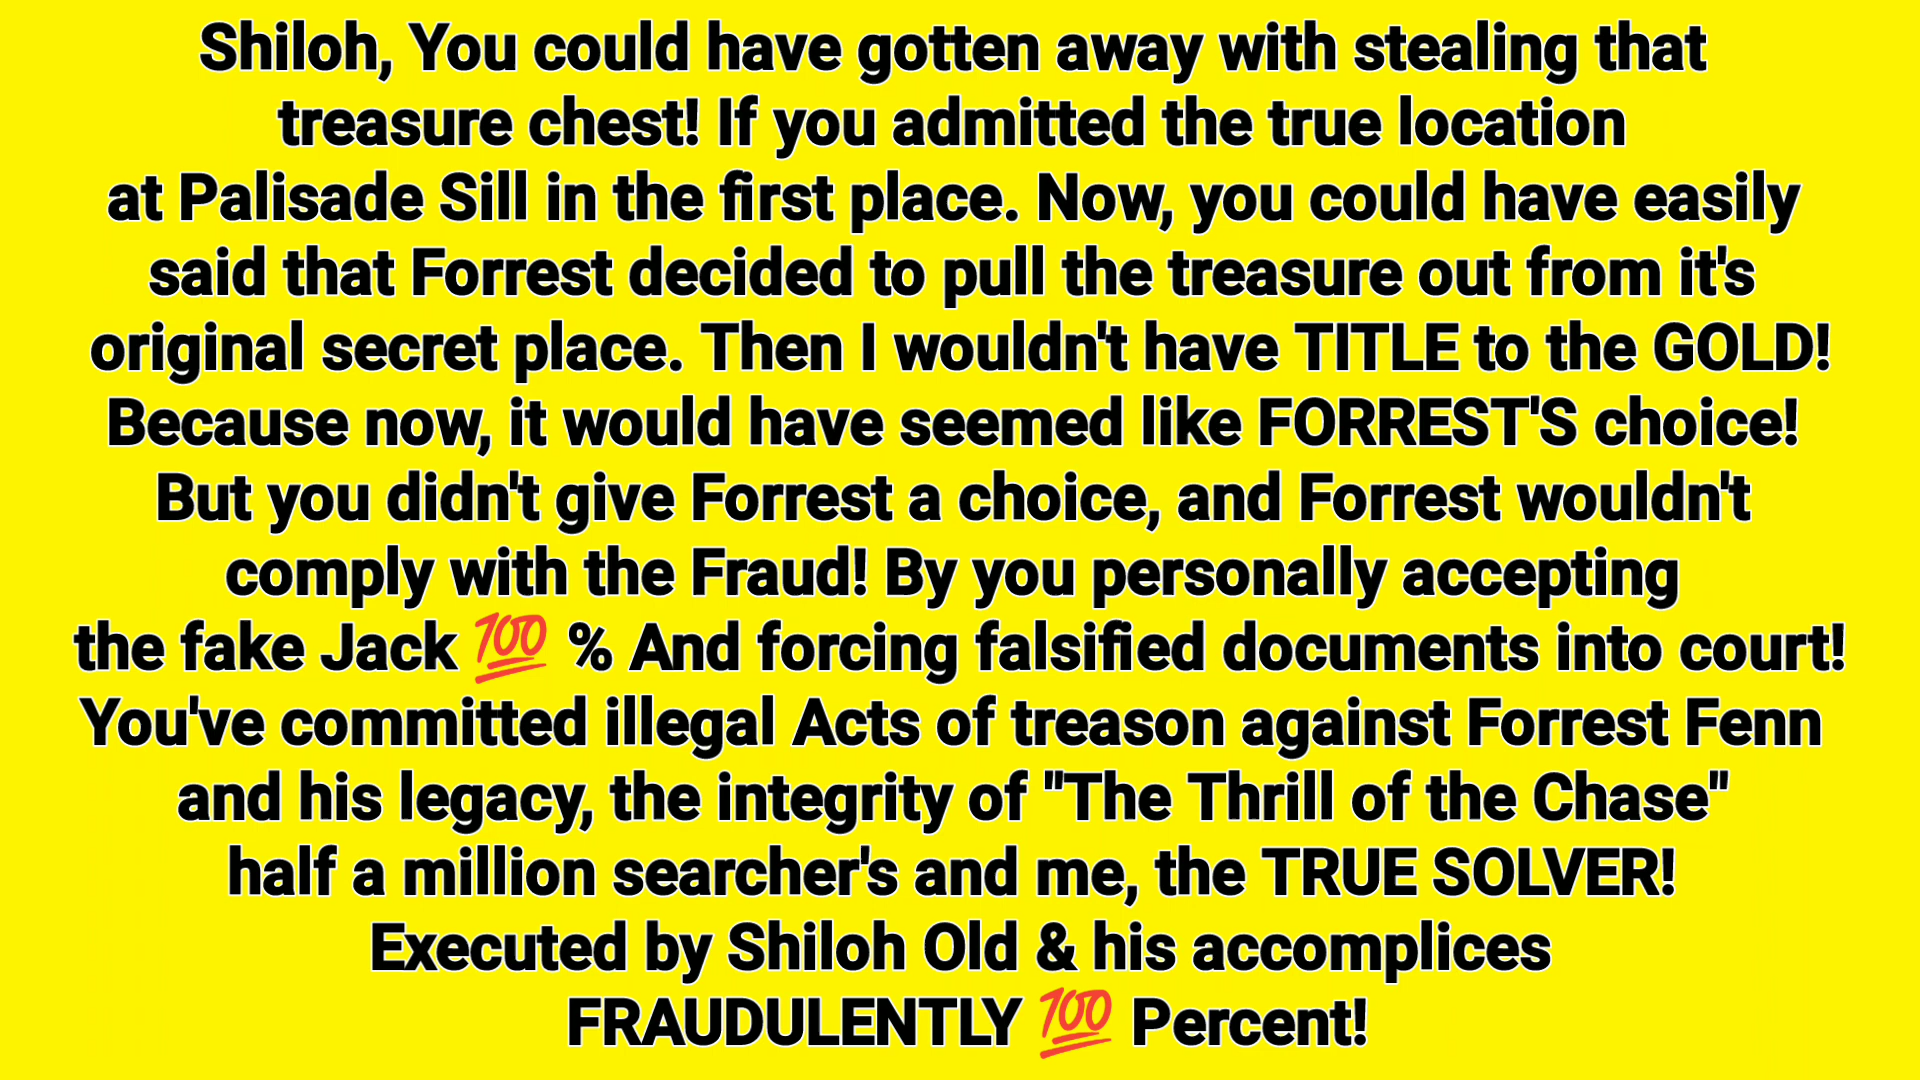 Shiloh, You could have gotten away with stealing that
treasure chest! If you admitted the true location
at Palisade Sill in the first place. Now, you could have easily
said that Forrest decided to pull the treasure out from it's
original secret place. Then I wouldn't have TITLE to the GOLD!
Because now, it would have seemed like FORREST'S choice!
But you didn't give Forrest a choice, and Forrest wouldn't
comply with the Fraud! By you personally accepting
the fake Jack 💯 % And forcing falsified documents into court!
You've committed illegal Acts of treason against Forrest Fenn
and his legacy, the integrity of "The Thrill of the Chase"
half a million searcher's and me, the TRUE SOLVER!
Executed by Shiloh Old & his accomplices
FRAUDULENTLY 💯 Percent!